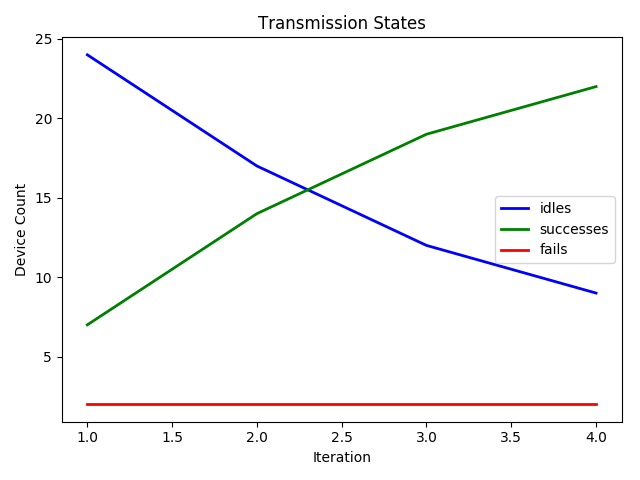 Transmission States
25
20
15
10
5
Device Count
idles
successes
fails
1.0 1.5 2.0 2.5 3.0 3.5 4.0
Iteration